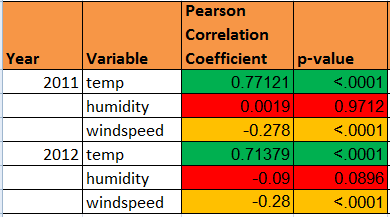 Year Variable Pearson Correlation Coefficient p-value
2011 temp 0.77121 <.0001
humidity 0.0019 0.9712
windspeed -0.278 <.0001
2012 temp 0.71379 <.0001
humidity -0.09 0.0896
windspeed -0.28 <.0001